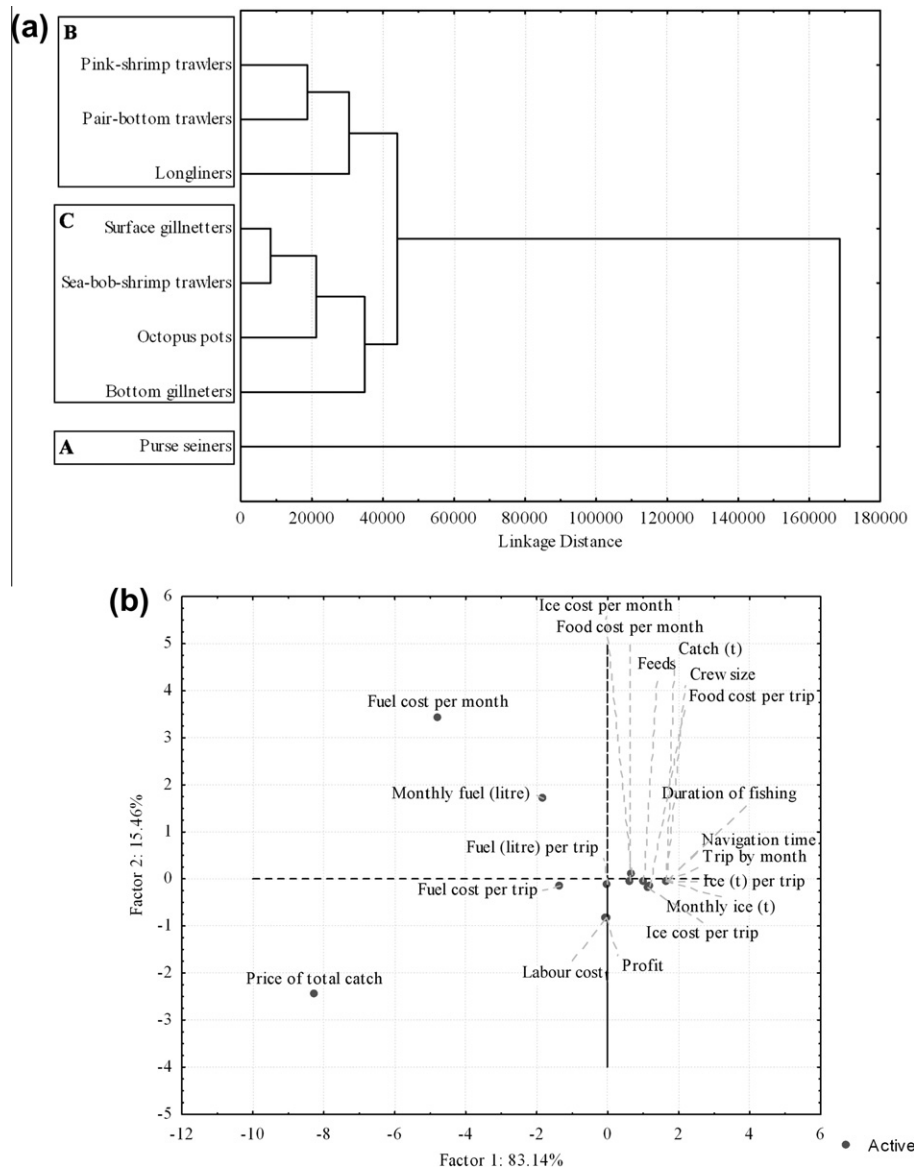 (a)
B
Pink-shrimp trawlers
Pair-bottom trawlers
Longliners
C
Surface gillnetters
Sea-bob-shrimp trawlers
Octopus pots
Bottom gillneters
A
Purse seiners
0 20000 40000 60000 80000 100000 120000 140000 160000 180000
Linkage Distance
(b)
Ice cost per month
Food cost per month
Feeds
Catch (t)
Crew size
Food cost per trip
Fuel cost per month
Monthly fuel (litre)
Duration of fishing
Fuel (litre) per trip
Navigation time
Trip by month
Fuel cost per trip
Ice (t) per trip
Monthly ice (t)
Ice cost per trip
Labour cost
Profit
Price of total catch
6
5
4
3
2
1
0
-1
-2
-3
-4
-5
Factor 2: 15.46%
-12 -10 -8 -6 -4 -2 0 2 4 6
Factor 1: 83.14%
Active